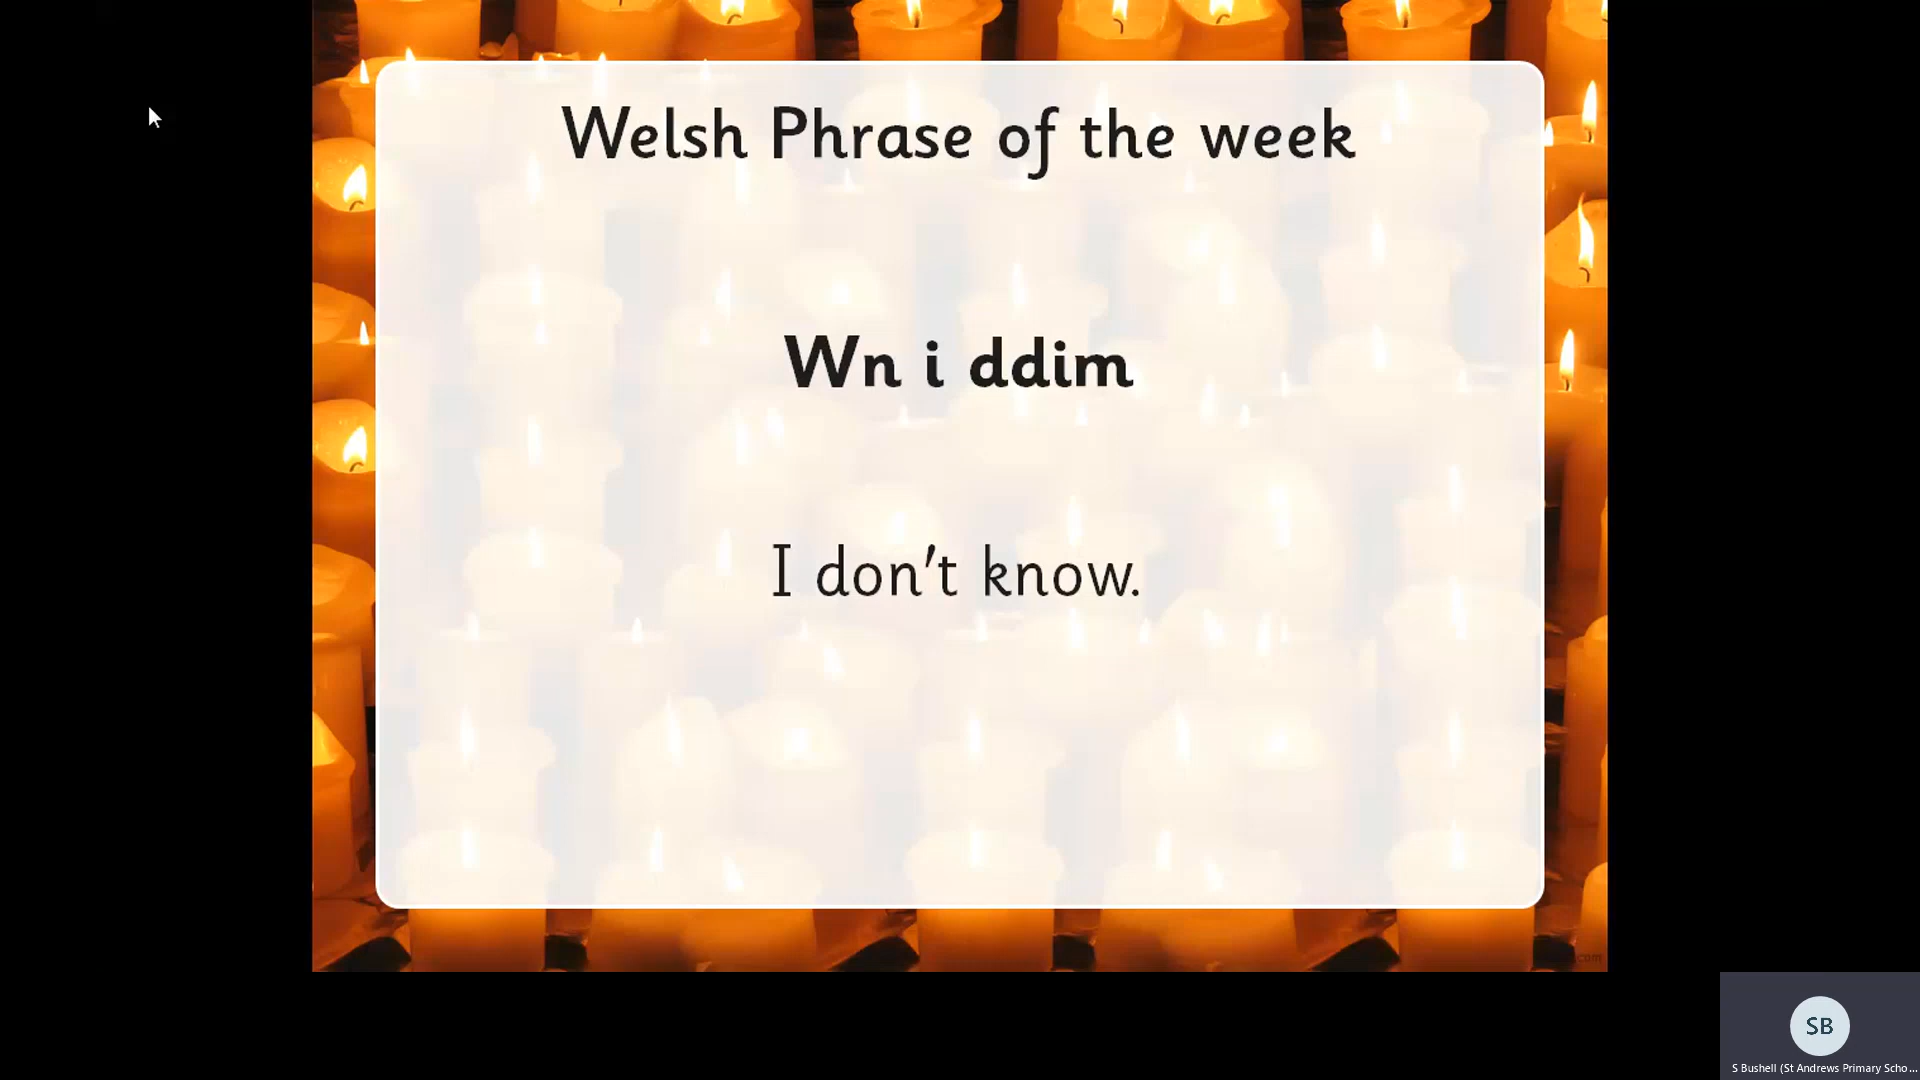 Welsh Phrase of the week
Wn i ddim
I don't know.
SB
S Bushell (St Andrews Primary Scho...